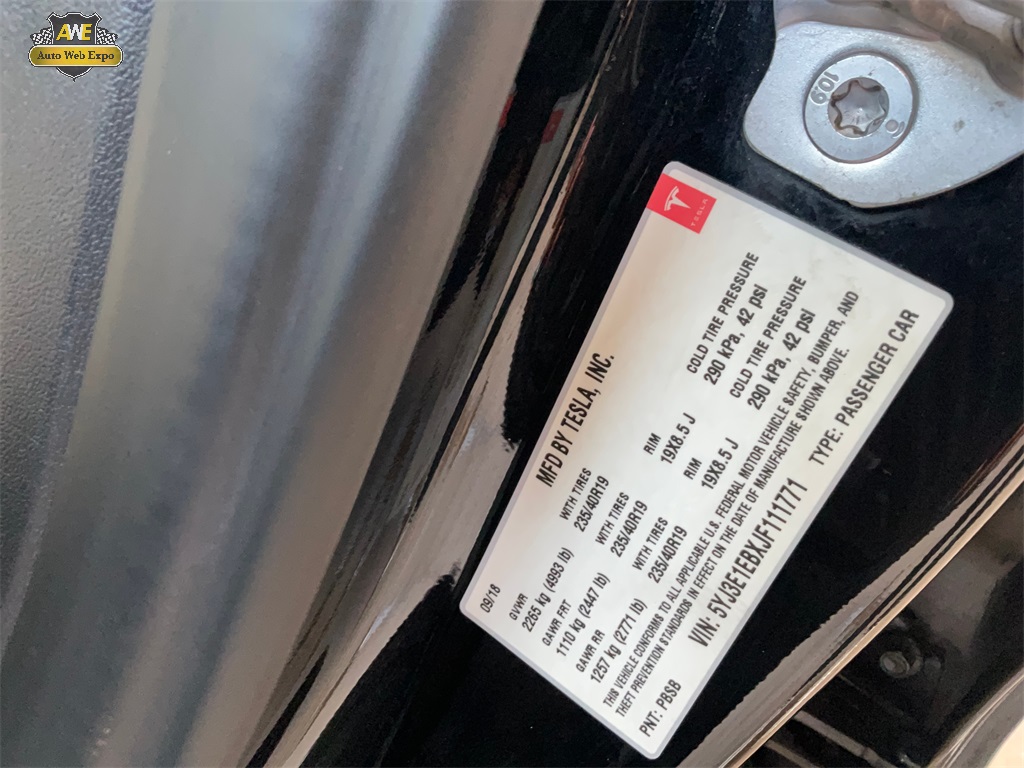 AWE
Auto Web Expo
10.9
TESLA
MFD BY TESLA, INC.
09/18
GVWR
2265 kg (4993 lb)
WITH TIRES
235/40R19
RIM
19X8.5 J
COLD TIRE PRESSURE
290 kPa, 42 psi
GAWR FRT
1110 kg (2447 lb)
WITH TIRES
235/40R19
RIM
19X8.5 J
COLD TIRE PRESSURE
290 kPa, 42 psi
GAWR RR
1257 kg (2771 lb)
WITH TIRES
235/40R19
THIS VEHICLE CONFORMS TO ALL APPLICABLE U.S. FEDERAL MOTOR VEHICLE SAFETY, BUMPER, AND
THEFT PREVENTION STANDARDS IN EFFECT ON THE DATE OF MANUFACTURE SHOWN ABOVE.
VIN: 5YJ3E1EBXJF111771
TYPE: PASSENGER CAR
PNT: PBSB